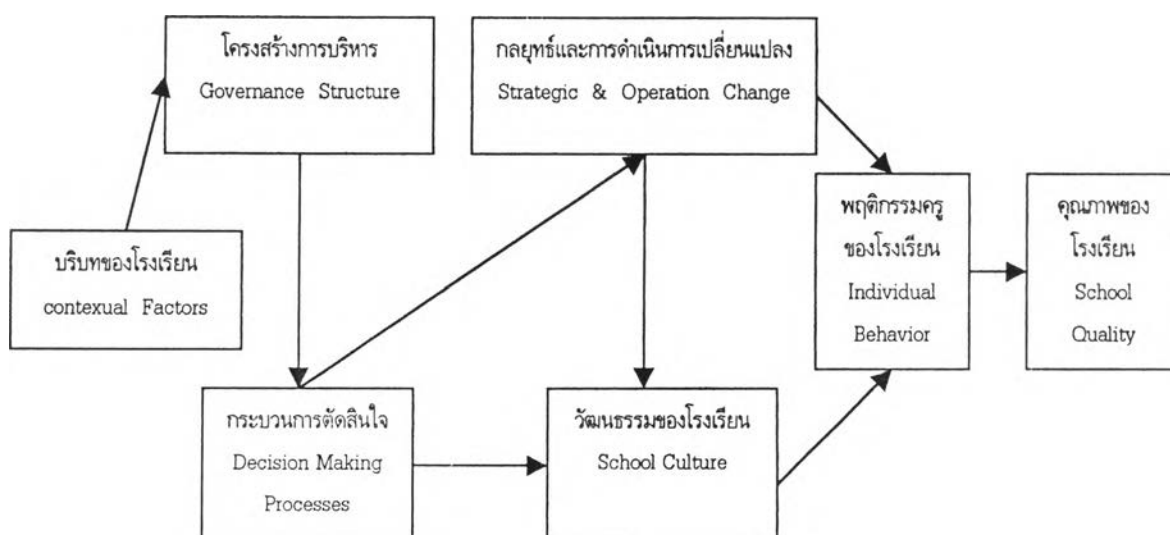 โครงสร้างการบริหาร
Governance Structure
กลยุทธ์และการดำเนินการเปลี่ยนแปลง
Strategic & Operation Change
บริบทของโรงเรียน
contexual Factors
พฤติกรรมครู
ของโรงเรียน
Individual
Behavior
คุณภาพของ
โรงเรียน
School
Quality
กระบวนการตัดสินใจ
Decision Making
Processes
วัฒนธรรมของโรงเรียน
School Culture